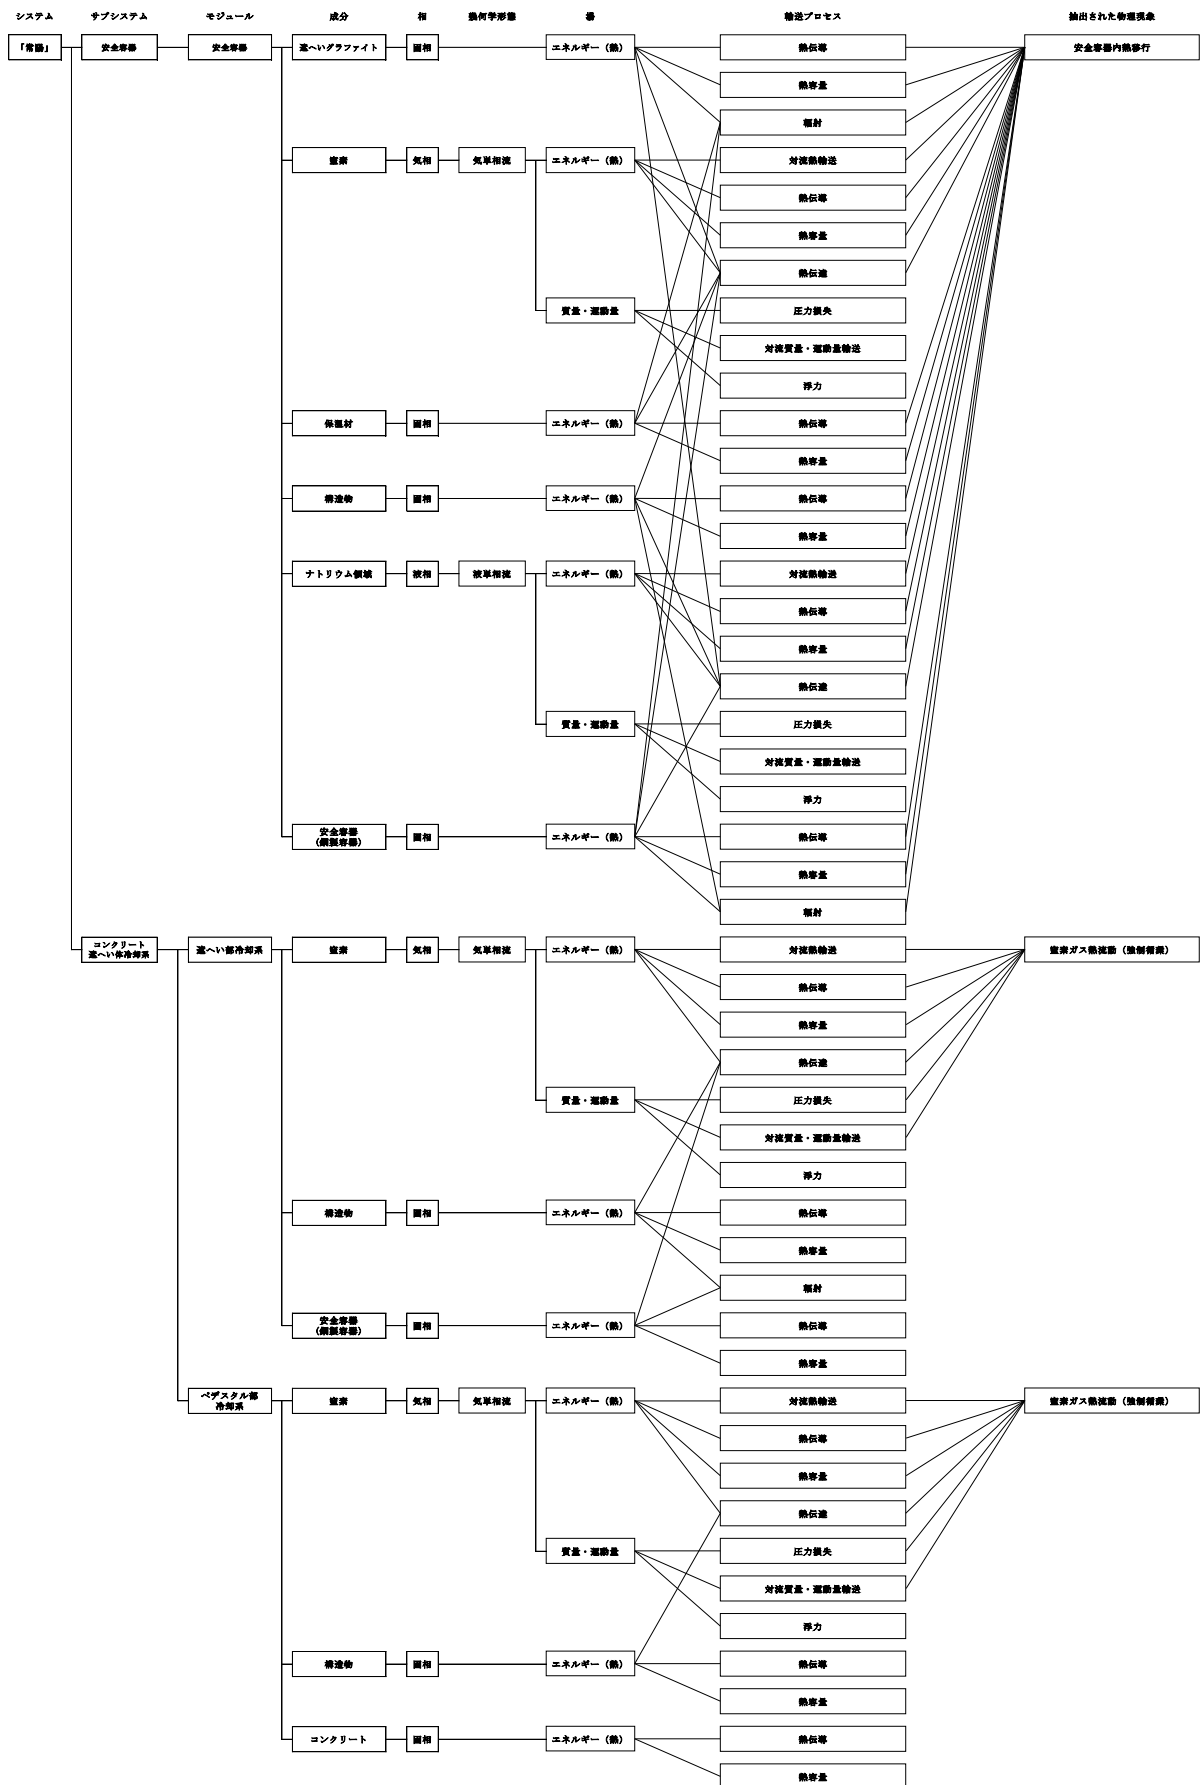 システム サブシステム モジュール 成分 相 幾何学形態 場 輸送プロセス 抽出された物理現象
「常陽」 安全容器 安全容器 遮へいグラファイト 固相 エネルギー（熱） 熱伝導 安全容器内熱移行
熱容量
輻射
窒素 気相 気単相流 エネルギー（熱） 対流熱輸送
熱伝導
熱容量
熱伝達
質量・運動量 圧力損失
対流質量・運動量輸送
浮力
保温材 固相 エネルギー（熱） 熱伝導
熱容量
構造物 固相 エネルギー（熱） 熱伝導
熱容量
ナトリウム領域 液相 液単相流 エネルギー（熱） 対流熱輸送
熱伝導
熱容量
熱伝達
質量・運動量 圧力損失
対流質量・運動量輸送
浮力
安全容器
（鋼製容器） 固相 エネルギー（熱） 熱伝導
熱容量
輻射
コンクリート
遮へい体冷却系 遮へい部冷却系 窒素 気相 気単相流 エネルギー（熱） 対流熱輸送 窒素ガス熱流動（強制循環）
熱伝導
熱容量
熱伝達
質量・運動量 圧力損失
対流質量・運動量輸送
浮力
構造物 固相 エネルギー（熱） 熱伝導
熱容量
輻射
安全容器
（鋼製容器） 固相 エネルギー（熱） 熱伝導
熱容量
ペデスタル部
冷却系 窒素 気相 気単相流 エネルギー（熱） 対流熱輸送 窒素ガス熱流動（強制循環）
熱伝導
熱容量
熱伝達
質量・運動量 圧力損失
対流質量・運動量輸送
浮力
構造物 固相 エネルギー（熱） 熱伝導
熱容量
コンクリート 固相 エネルギー（熱） 熱伝導
熱容量